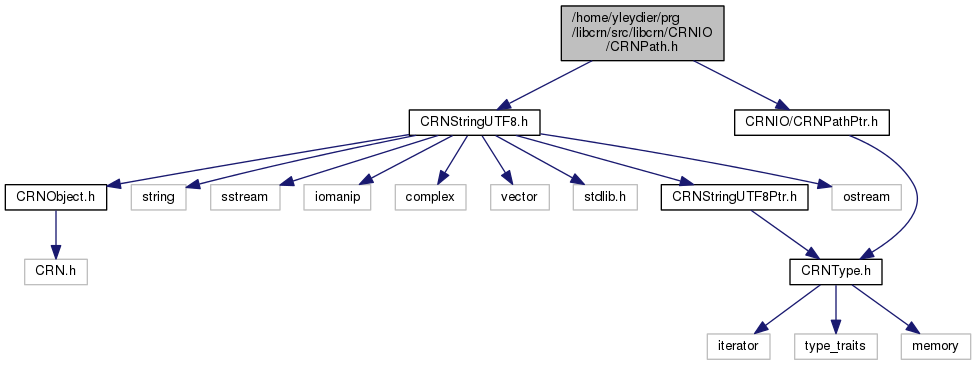 /home/yleydier/prg
/libcrn/src/libcrn/CRNIO
/CRNPath.h
CRNStringUTF8.h
CRNIO/CRNPathPtr.h
CRNObject.h
string
sstream
iomanip
complex
vector
stdlib.h
CRNStringUTF8Ptr.h
ostream
CRN.h
CRNType.h
iterator
type_traits
memory